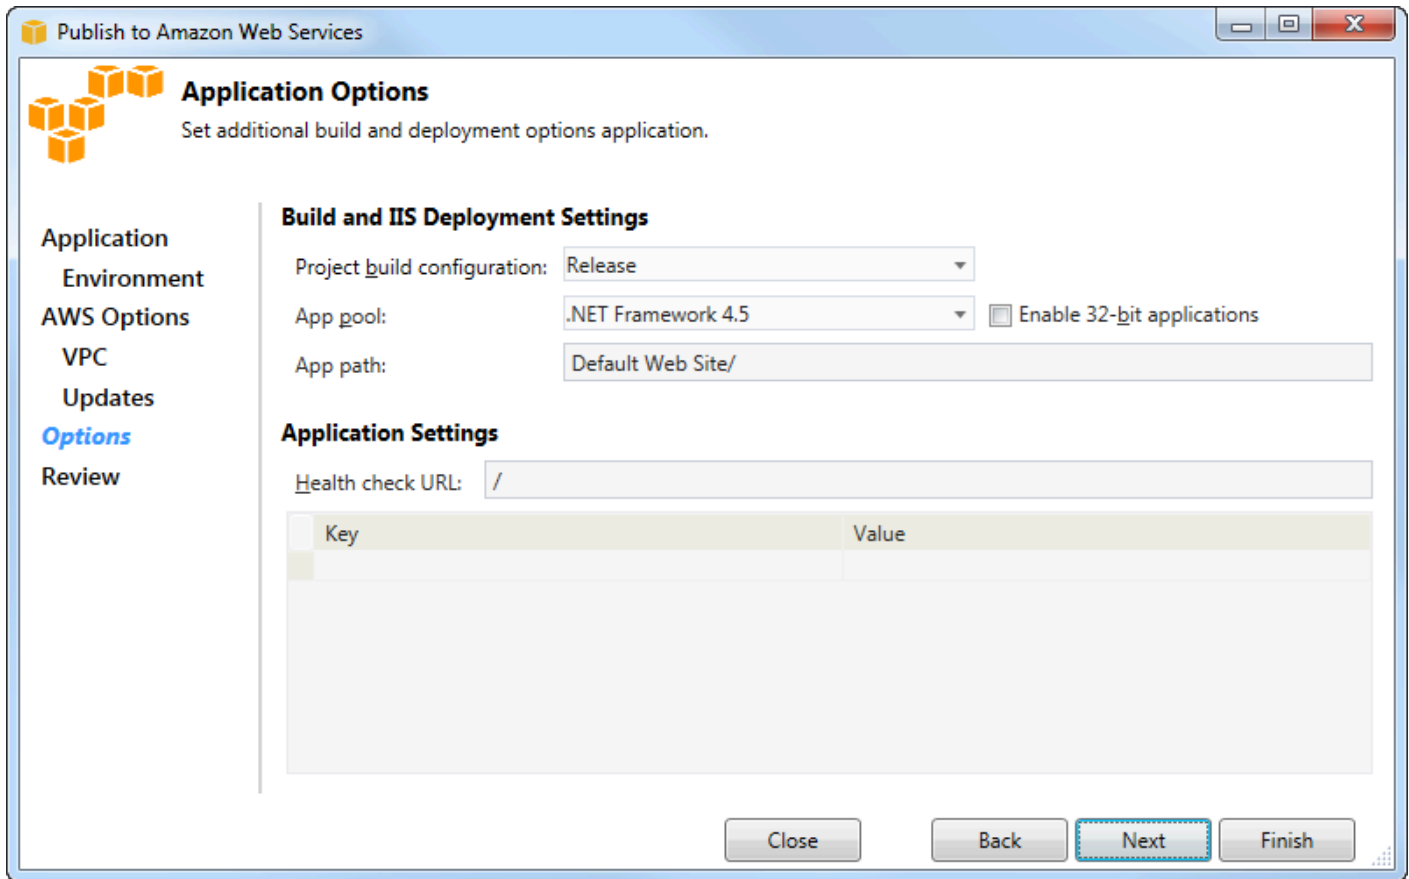 Publish to Amazon Web Services
Application Options
Set additional build and deployment options application.
Application
Environment
AWS Options
VPC
Updates
Options
Review
Build and IIS Deployment Settings
Project build configuration: Release
App pool: .NET Framework 4.5 Enable 32-bit applications
App path: Default Web Site/
Application Settings
Health check URL: /
Key Value
Close Back Next Finish